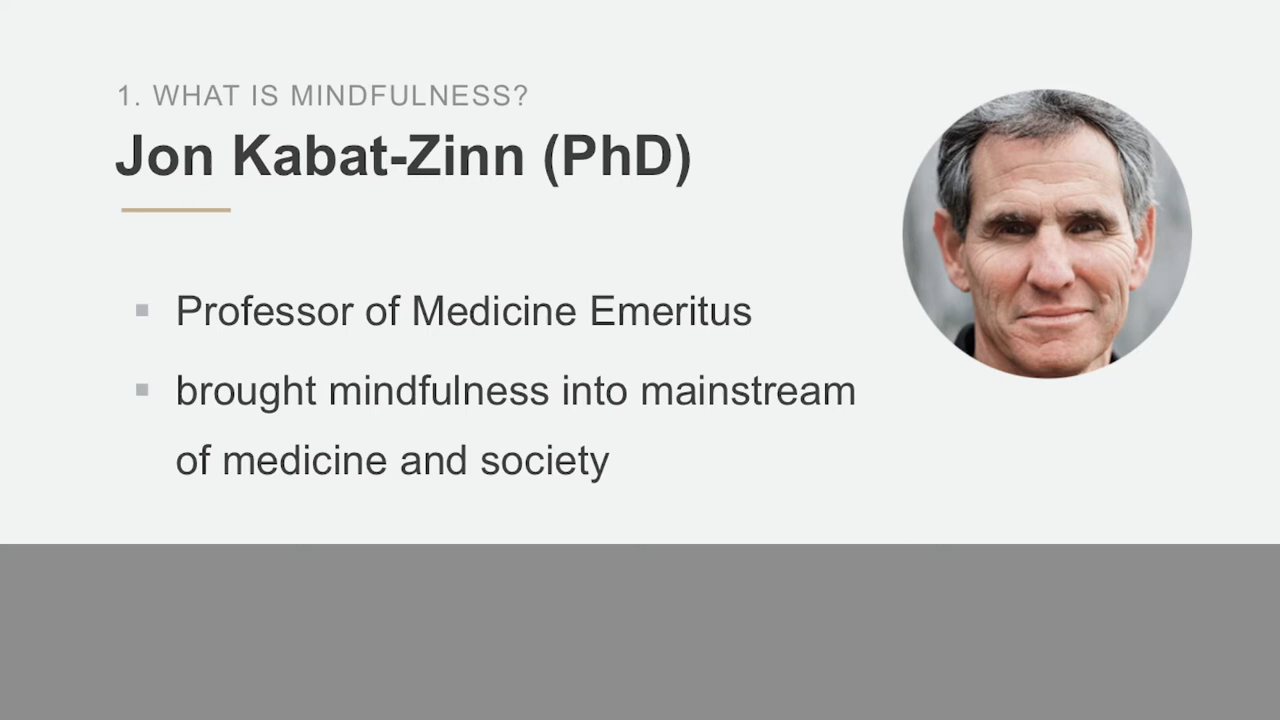 1. WHAT IS MINDFULNESS?
Jon Kabat-Zinn (PhD)
▪ Professor of Medicine Emeritus
▪ brought mindfulness into mainstream
of medicine and society